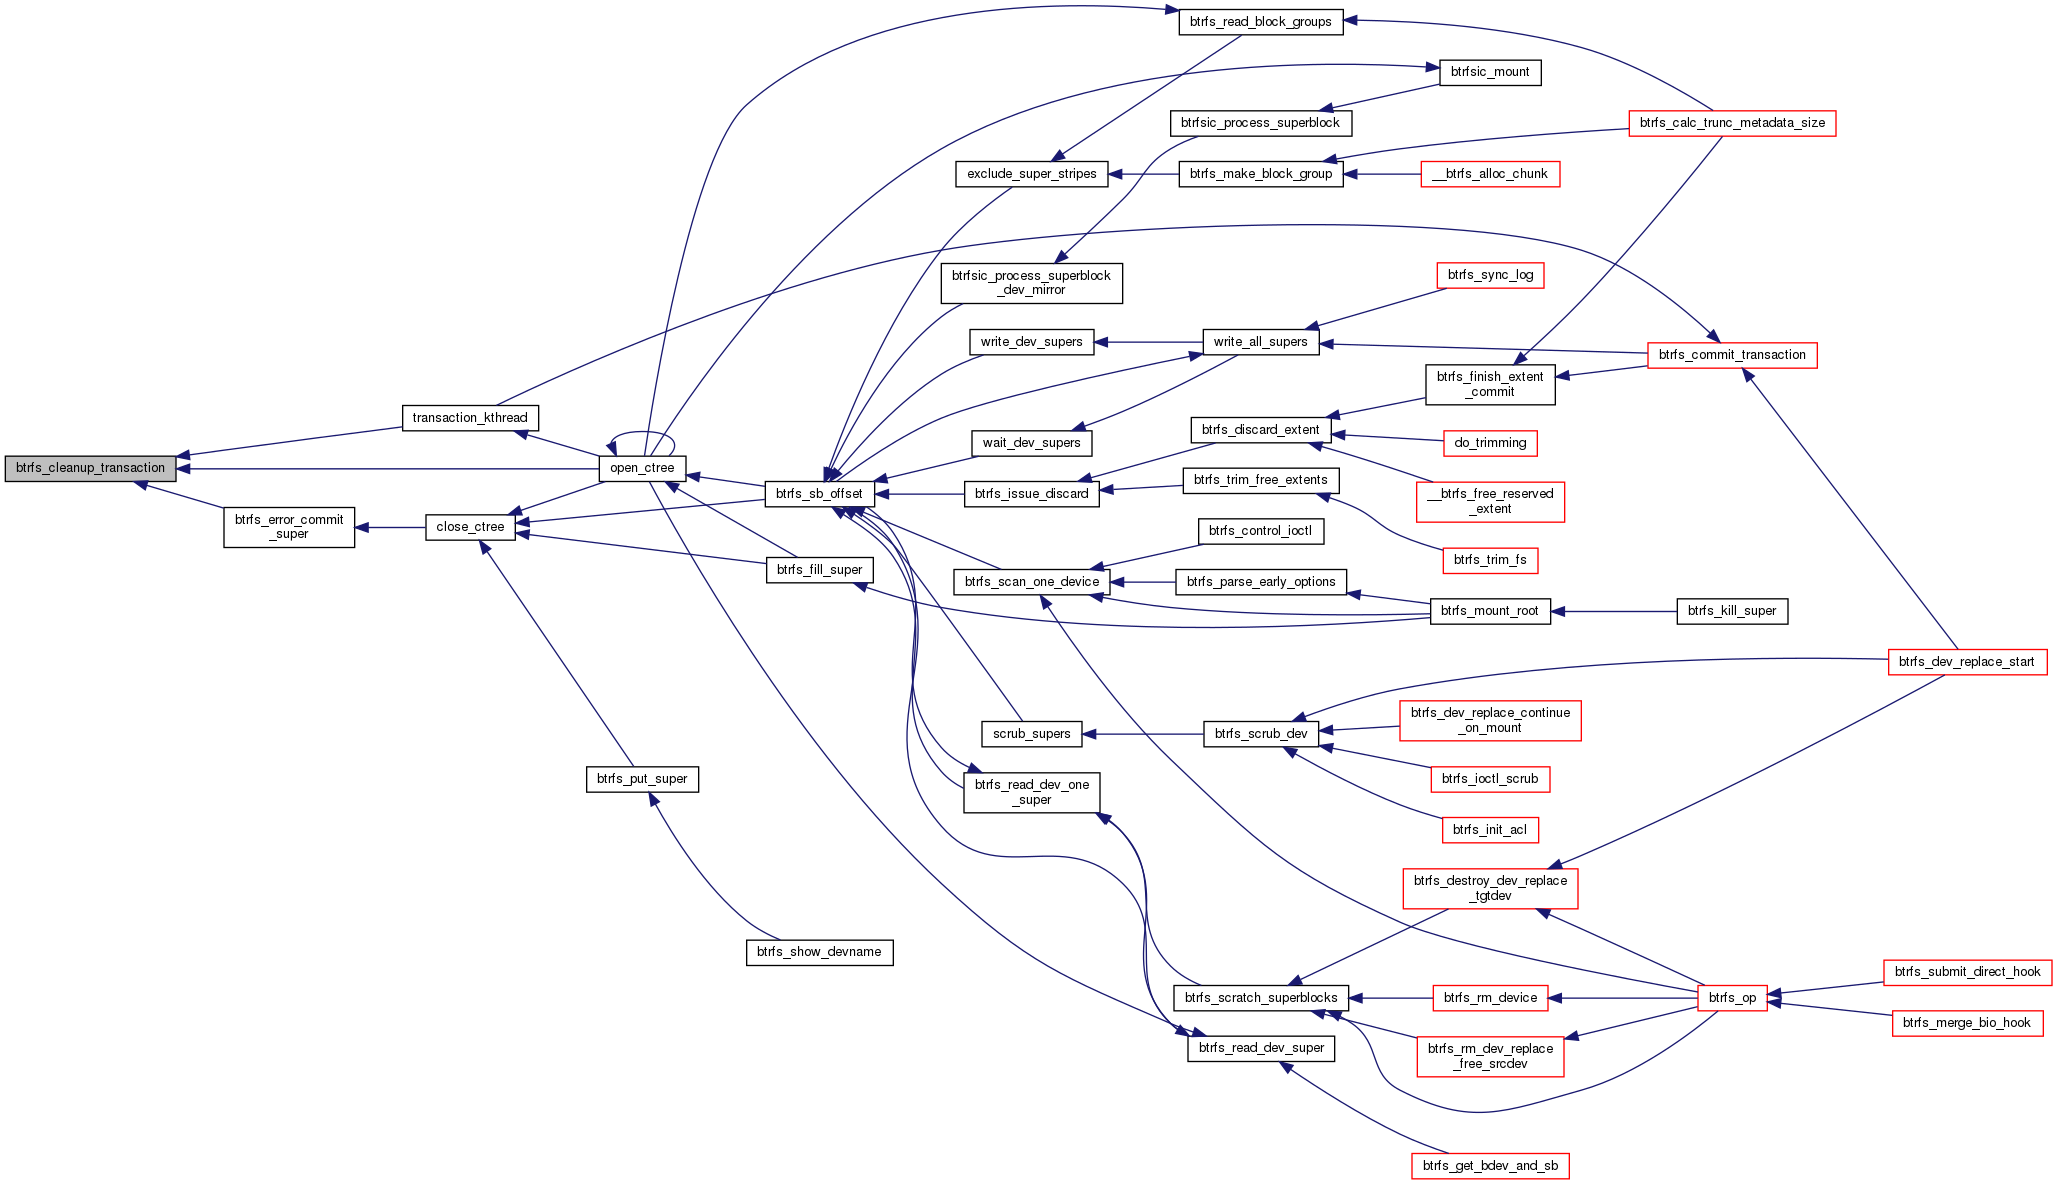 btrfs_read_block_groups
btrfsic_mount
btrfsic_process_superblock
btrfs_calc_trunc_metadata_size
exclude_super_stripes
btrfs_make_block_group
__btrfs_alloc_chunk
btrfsic_process_superblock
_dev_mirror
btrfs_sync_log
write_dev_supers
write_all_supers
btrfs_commit_transaction
btrfs_finish_extent
_commit
transaction_kthread
btrfs_discard_extent
do_trimming
wait_dev_supers
btrfs_cleanup_transaction
open_ctree
btrfs_sb_offset
btrfs_issue_discard
btrfs_trim_free_extents
__btrfs_free_reserved
_extent
btrfs_error_commit
_super
close_ctree
btrfs_control_ioctl
btrfs_trim_fs
btrfs_fill_super
btrfs_scan_one_device
btrfs_parse_early_options
btrfs_mount_root
btrfs_kill_super
btrfs_dev_replace_start
btrfs_dev_replace_continue
_on_mount
scrub_supers
btrfs_scrub_dev
btrfs_put_super
btrfs_read_dev_one
_super
btrfs_ioctl_scrub
btrfs_init_acl
btrfs_destroy_dev_replace
_tgtdev
btrfs_show_devname
btrfs_submit_direct_hook
btrfs_scratch_superblocks
btrfs_rm_device
btrfs_op
btrfs_merge_bio_hook
btrfs_read_dev_super
btrfs_rm_dev_replace
_free_srcdev
btrfs_get_bdev_and_sb